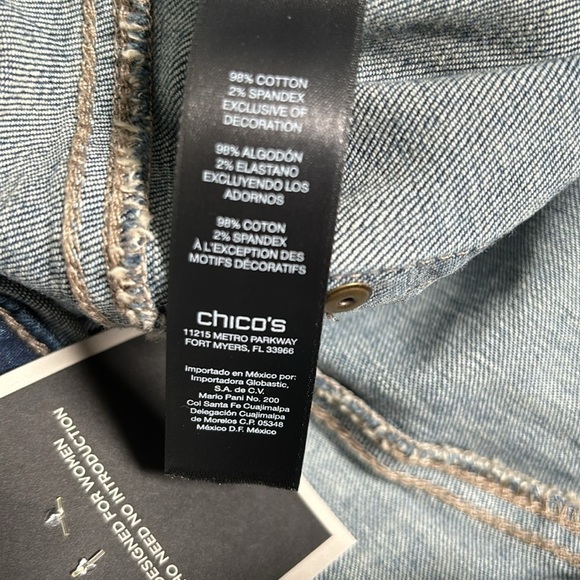 98% COTTON
2% SPANDEX
EXCLUSIVE OF
DECORATION
98% ALGODÓN
2% ELASTANO
EXCLUYENDO LOS
ADORNOS
98% COTON
2% SPANDEX
À L'EXCEPTION DES
MOTIFS DÉCORATIFS
chico's
11215 METRO PARKWAY
FORT MYERS, FL 33966
Importado en México por:
Importadora Globastic,
S.A. de C.V.
Mario Pani No. 200
Col Santa Fe Cuajimalpa
Delegación Cuajimalpa
de Morelos C.P. 05348
México D.F. México
DESIGNED FOR WOMEN
HO NEED NO INTRODUCTION